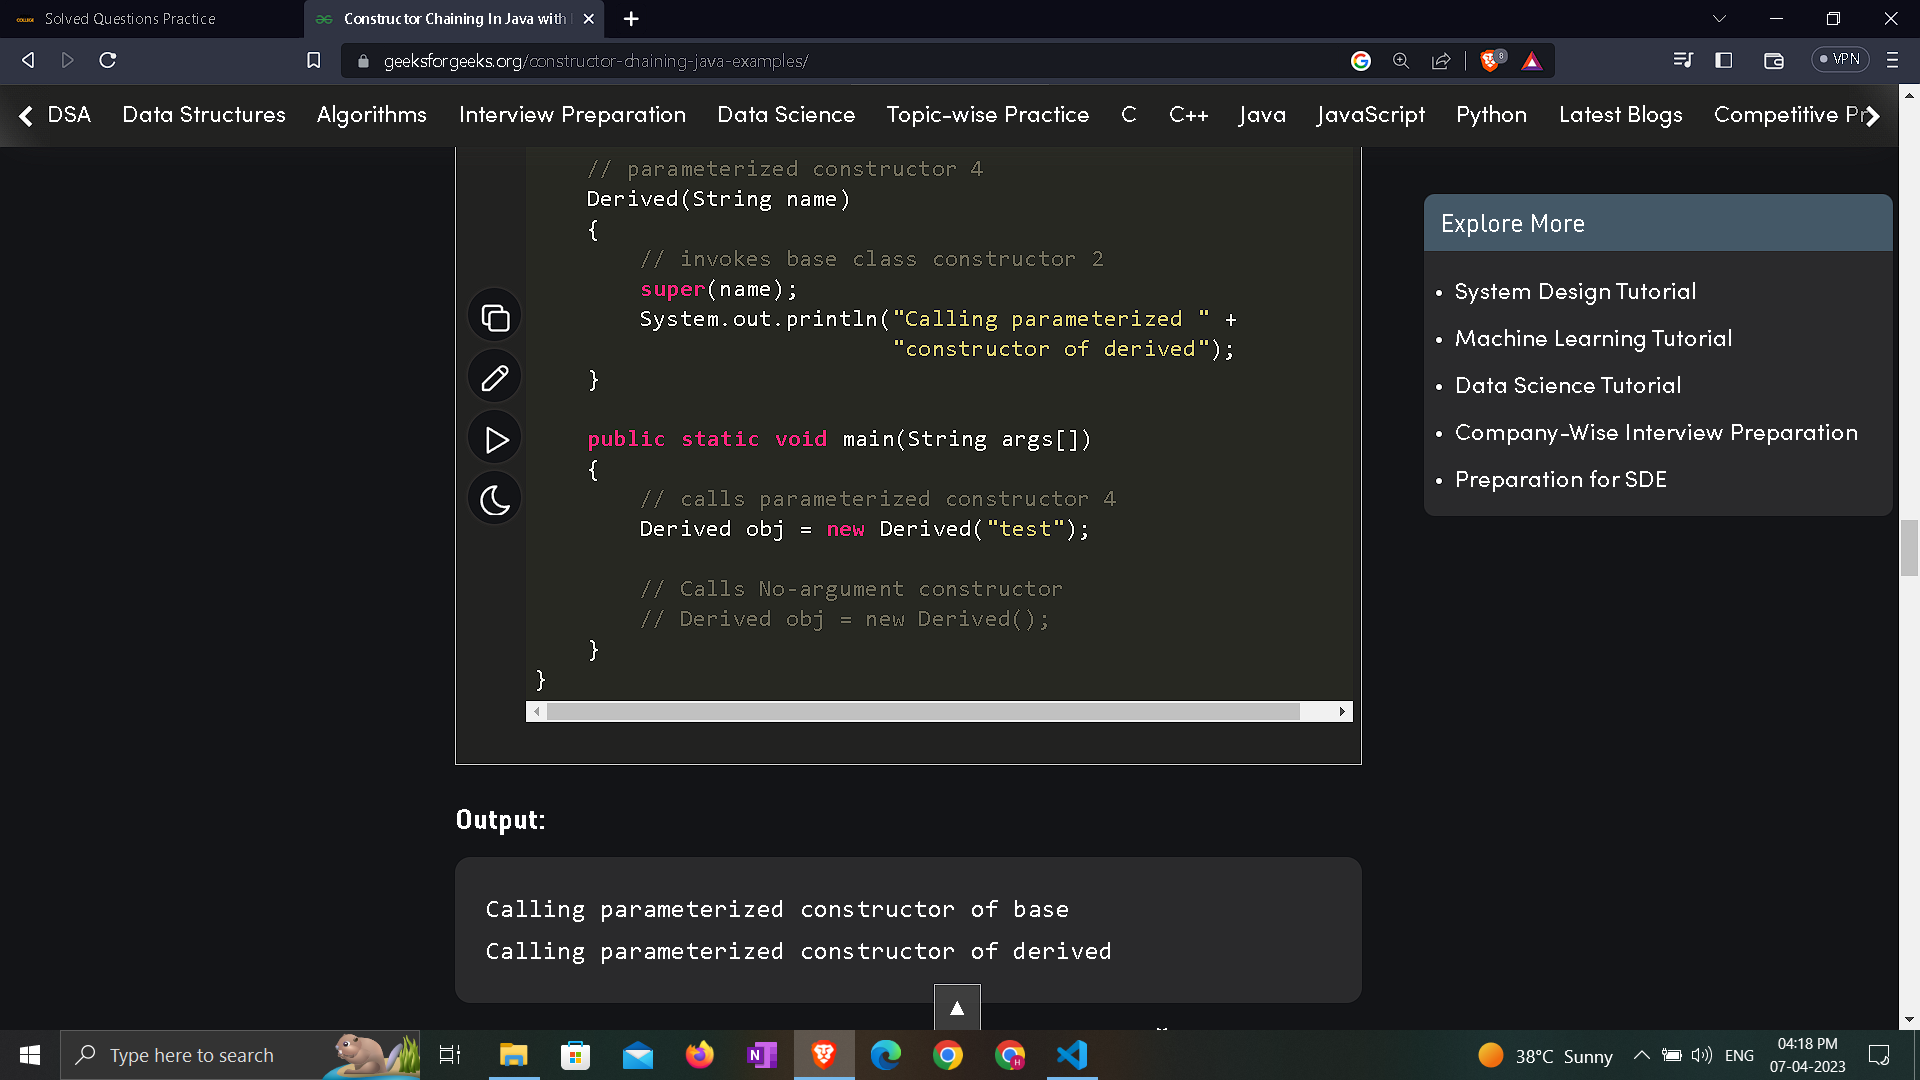 Solved Questions Practice
Constructor Chaining In Java with
geeksforgeeks.org/constructor-chaining-java-examples/
8
VPN
DSA Data Structures Algorithms Interview Preparation Data Science Topic-wise Practice C C++ Java JavaScript Python Latest Blogs Competitive
// parameterized constructor 4
Derived(String name)
{
// invokes base class constructor 2
super(name);
System.out.println("Calling parameterized " +
"constructor of derived");
}
public static void main(String args[])
{
// calls parameterized constructor 4
Derived obj = new Derived("test");
// Calls No-argument constructor
// Derived obj = new Derived();
}
}
Output:
Calling parameterized constructor of base
Calling parameterized constructor of derived
Explore More
System Design Tutorial
Machine Learning Tutorial
Data Science Tutorial
Company-Wise Interview Preparation
Preparation for SDE
Type here to search
38°C Sunny
ENG
04:18 PM
07-04-2023